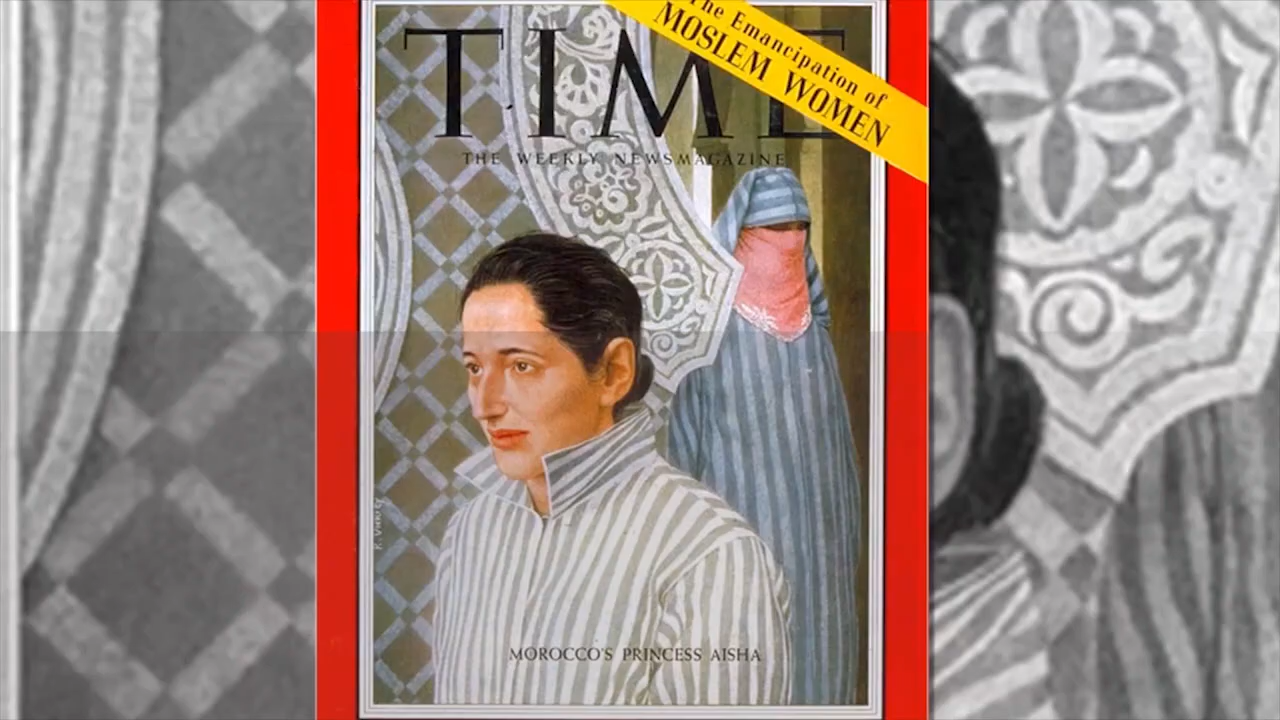 The Emancipation of
MOSLEM WOMEN
TIME
THE WEEKLY NEWSMAGAZINE
MOROCCO'S PRINCESS AISHA